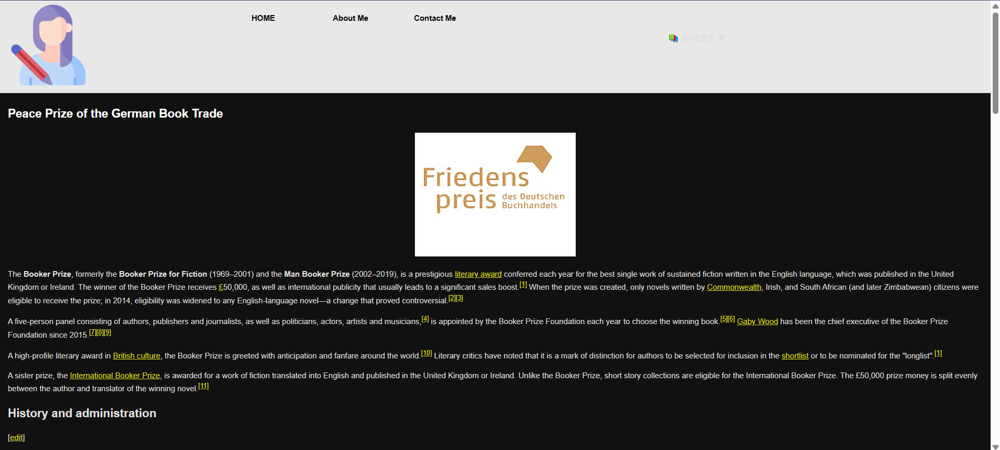 HOME About Me Contact Me
BOOKS ▼
Peace Prize of the German Book Trade
Friedens
preis des Deutschen
Buchhandels
The Booker Prize, formerly the Booker Prize for Fiction (1969–2001) and the Man Booker Prize (2002–2019), is a prestigious literary award conferred each year for the best single work of sustained fiction written in the English language, which was published in the United
Kingdom or Ireland. The winner of the Booker Prize receives £50,000, as well as international publicity that usually leads to a significant sales boost.[1] When the prize was created, only novels written by Commonwealth, Irish, and South African (and later Zimbabwean) citizens were
eligible to receive the prize; in 2014, eligibility was widened to any English-language novel—a change that proved controversial.[2][3]
A five-person panel consisting of authors, publishers and journalists, as well as politicians, actors, artists and musicians,[4] is appointed by the Booker Prize Foundation each year to choose the winning book.[5][6] Gaby Wood has been the chief executive of the Booker Prize
Foundation since 2015.[7][8][9]
A high-profile literary award in British culture, the Booker Prize is greeted with anticipation and fanfare around the world.[10] Literary critics have noted that it is a mark of distinction for authors to be selected for inclusion in the shortlist or to be nominated for the "longlist".[1]
A sister prize, the International Booker Prize, is awarded for a work of fiction translated into English and published in the United Kingdom or Ireland. Unlike the Booker Prize, short story collections are eligible for the International Booker Prize. The £50,000 prize money is split evenly
between the author and translator of the winning novel.[11]
History and administration
[edit]